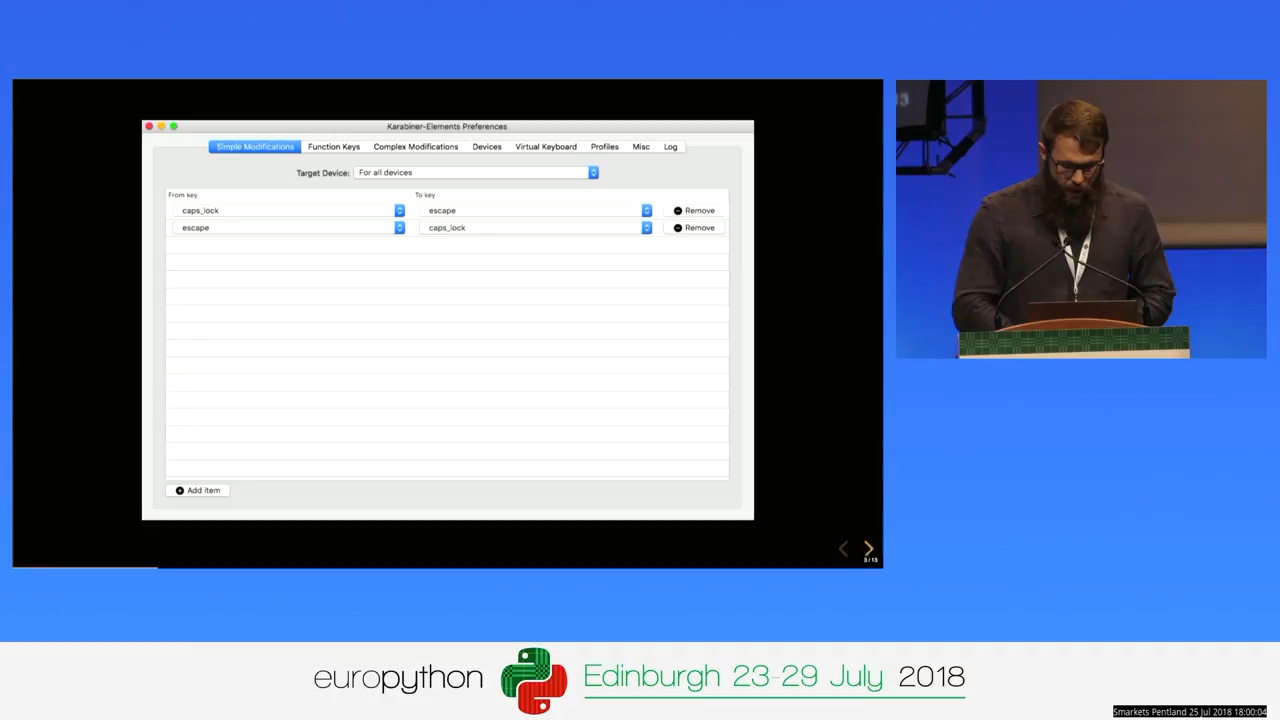 Karabiner-Elements Preferences
Simple Modifications Function Keys Complex Modifications Devices Virtual Keyboard Profiles Misc Log
Target Device: For all devices
From key To key
caps_lock escape Remove
escape caps_lock Remove
Add item
3 / 13
europython Edinburgh 23-29 July 2018
Smarkets Pentland 25 Jul 2018 18:00:04